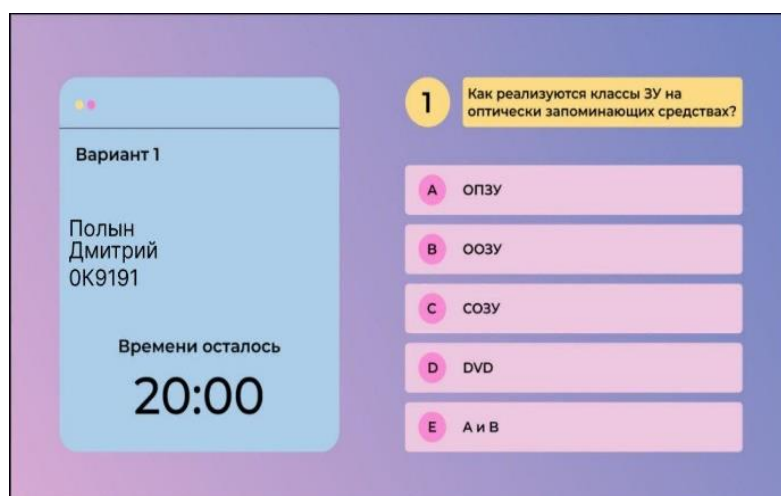 Вариант 1
Полын
Дмитрий
0К9191
Времени осталось
20:00
1
Как реализуются классы ЗУ на
оптически запоминающих средствах?
A ОПЗУ
B ООЗУ
C СОЗУ
D DVD
E А и В